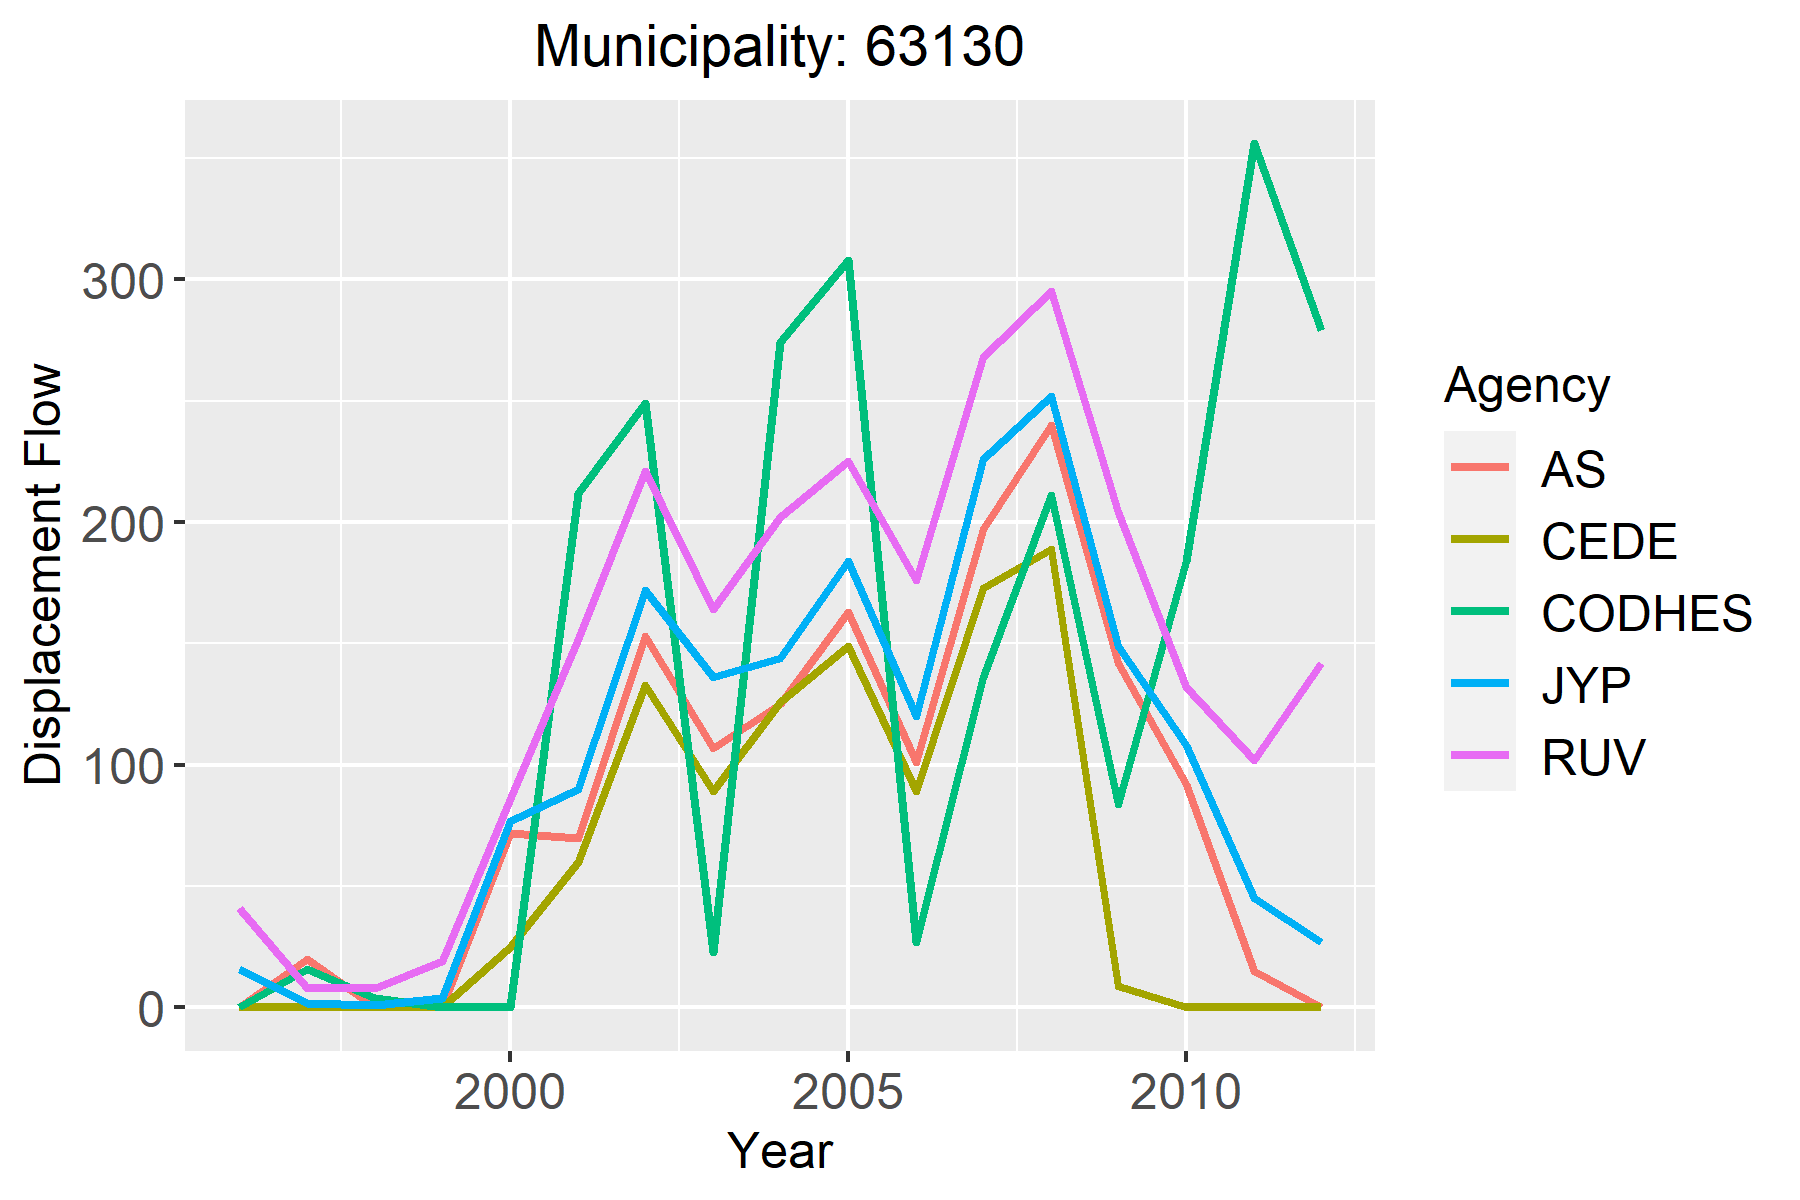 Municipality: 63130
Displacement Flow
300
200
100
0
2000 2005 2010
Year
Agency
AS
CEDE
CODHES
JYP
RUV